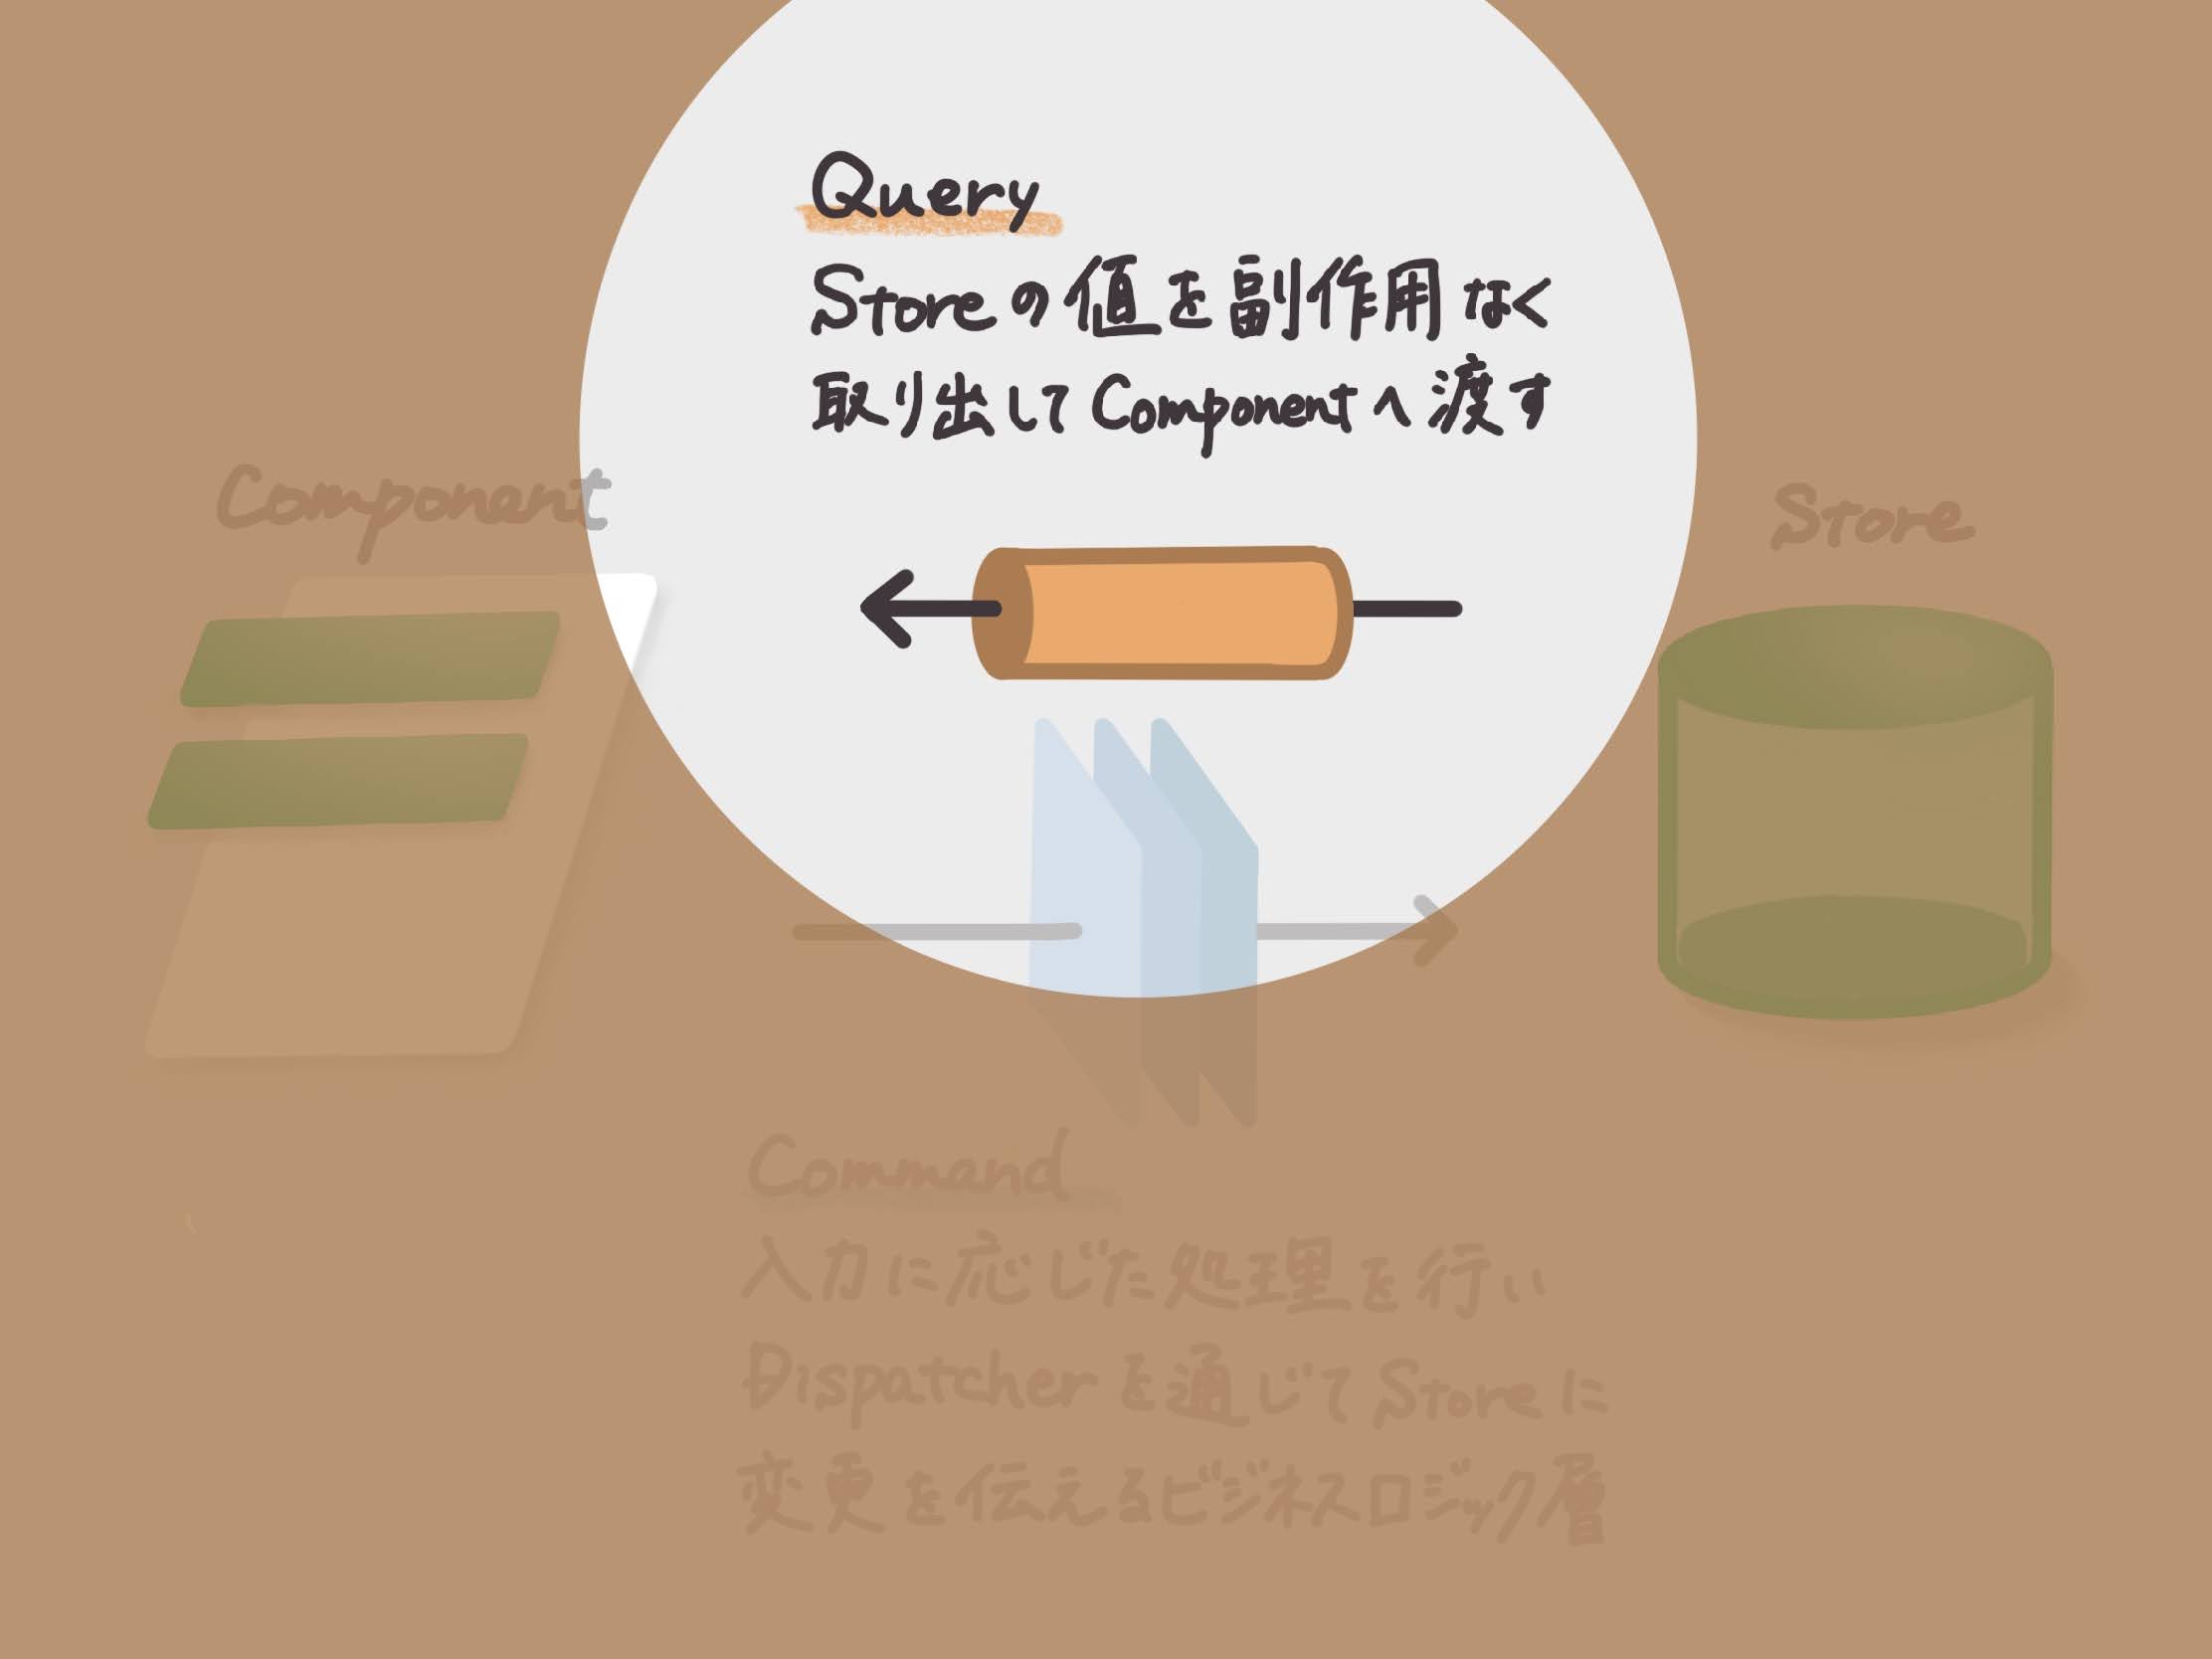 Query
Storeの値を副作用なく
取り出してComponentへ渡す
Component
Store
Command
入力に応じた処理を行い
Dispatcherを通じてStoreに
変更を伝えるビジネスロジック層